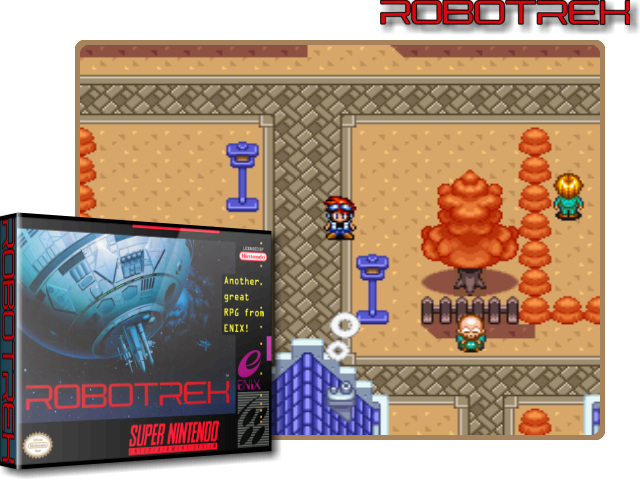 ROBOTREK
ROBOTREK
LICENSED BY
Nintendo
Another
great
RPG from
ENIX!
ENIX
ROBOTREK
SUPER NINTENDO
ENTERTAINMENT SYSTEM